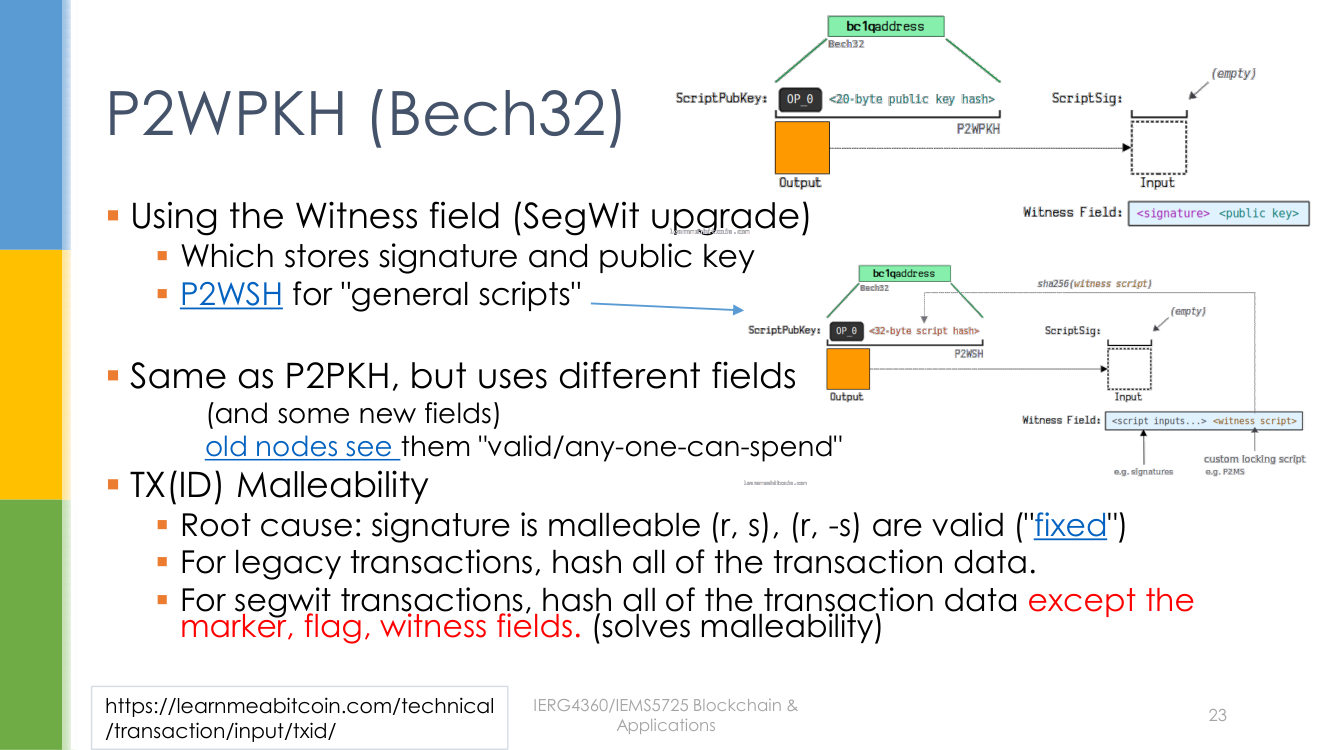 P2WPKH (Bech32)
bc1qaddress
Bech32
ScriptPubKey: OP_0 <20-byte public key hash>
P2WPKH
Output
ScriptSig:
(empty)
Input
Witness Field: <signature> <public key>
learnmeabitcoin.com
Using the Witness field (SegWit upgrade)
Which stores signature and public key
P2WSH for "general scripts"
bc1qaddress
Bech32
sha256(witness script)
ScriptPubKey: OP_0 <32-byte script hash>
P2WSH
Output
ScriptSig:
(empty)
Input
Witness Field: <script inputs...> <witness script>
e.g. signatures
custom locking script
e.g. P2MS
learnmeabitcoin.com
Same as P2PKH, but uses different fields
(and some new fields)
old nodes see them "valid/any-one-can-spend"
TX(ID) Malleability
Root cause: signature is malleable (r, s), (r, -s) are valid ("fixed")
For legacy transactions, hash all of the transaction data.
For segwit transactions, hash all of the transaction data except the
marker, flag, witness fields. (solves malleability)
https://learnmeabitcoin.com/technical
/transaction/input/txid/
IERG4360/IEMS5725 Blockchain &
Applications
23